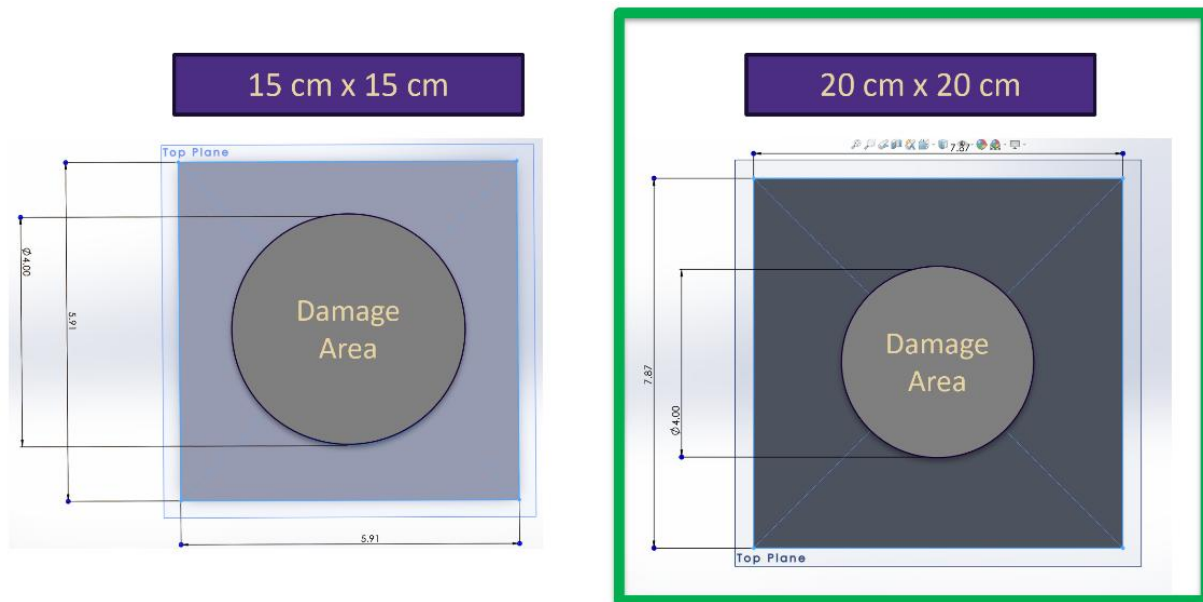 15 cm x 15 cm
Top Plane
Ø4.00
5.91
Damage
Area
5.91
20 cm x 20 cm
7.87
7.87
Ø4.00
Damage
Area
Top Plane